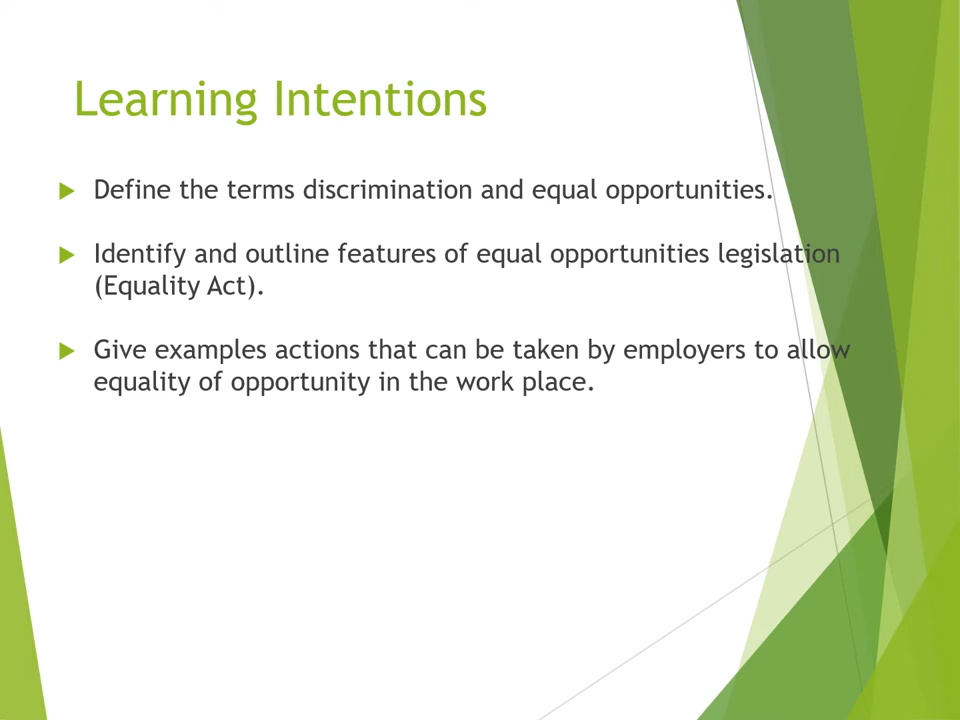 Learning Intentions
Define the terms discrimination and equal opportunities.
Identify and outline features of equal opportunities legislation
(Equality Act).
Give examples actions that can be taken by employers to allow
equality of opportunity in the work place.